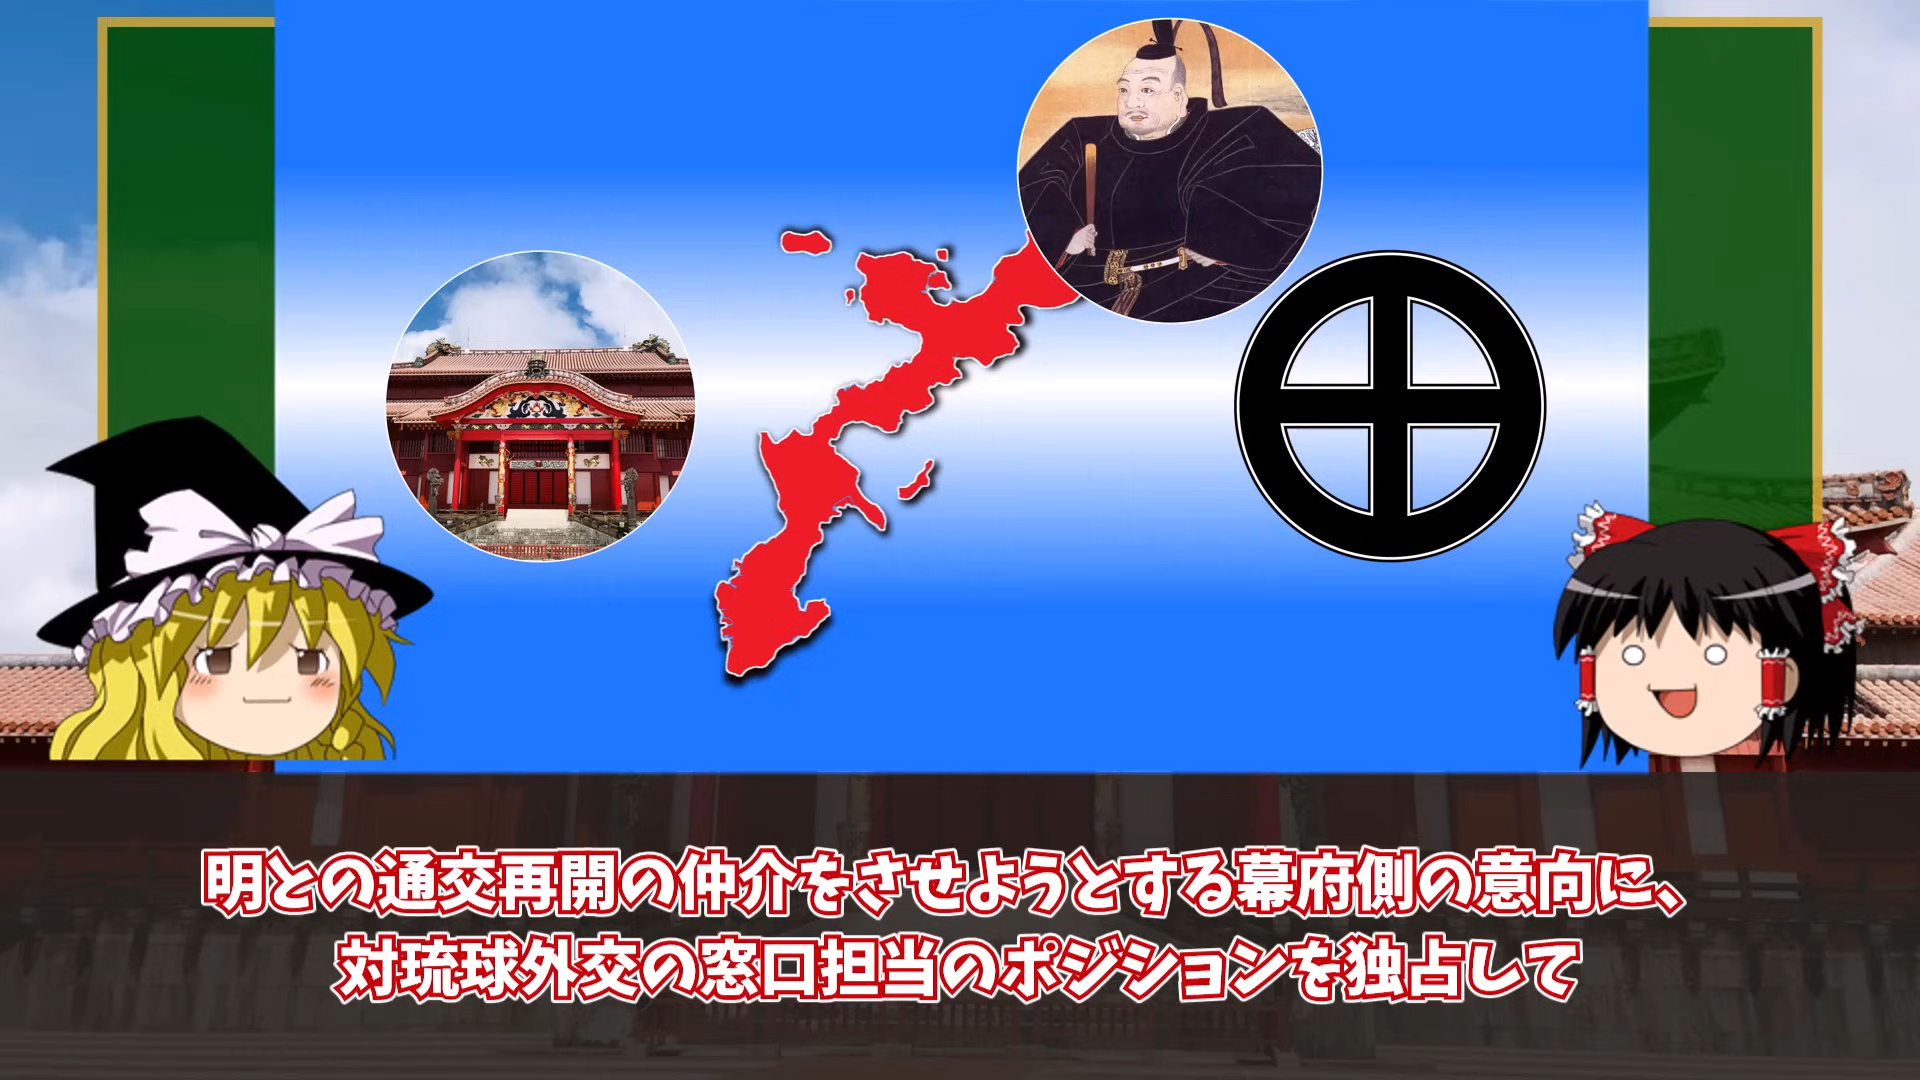 明との通交再開の仲介をさせようとする幕府側の意向に、
対琉球外交の窓口担当のポジションを独占して